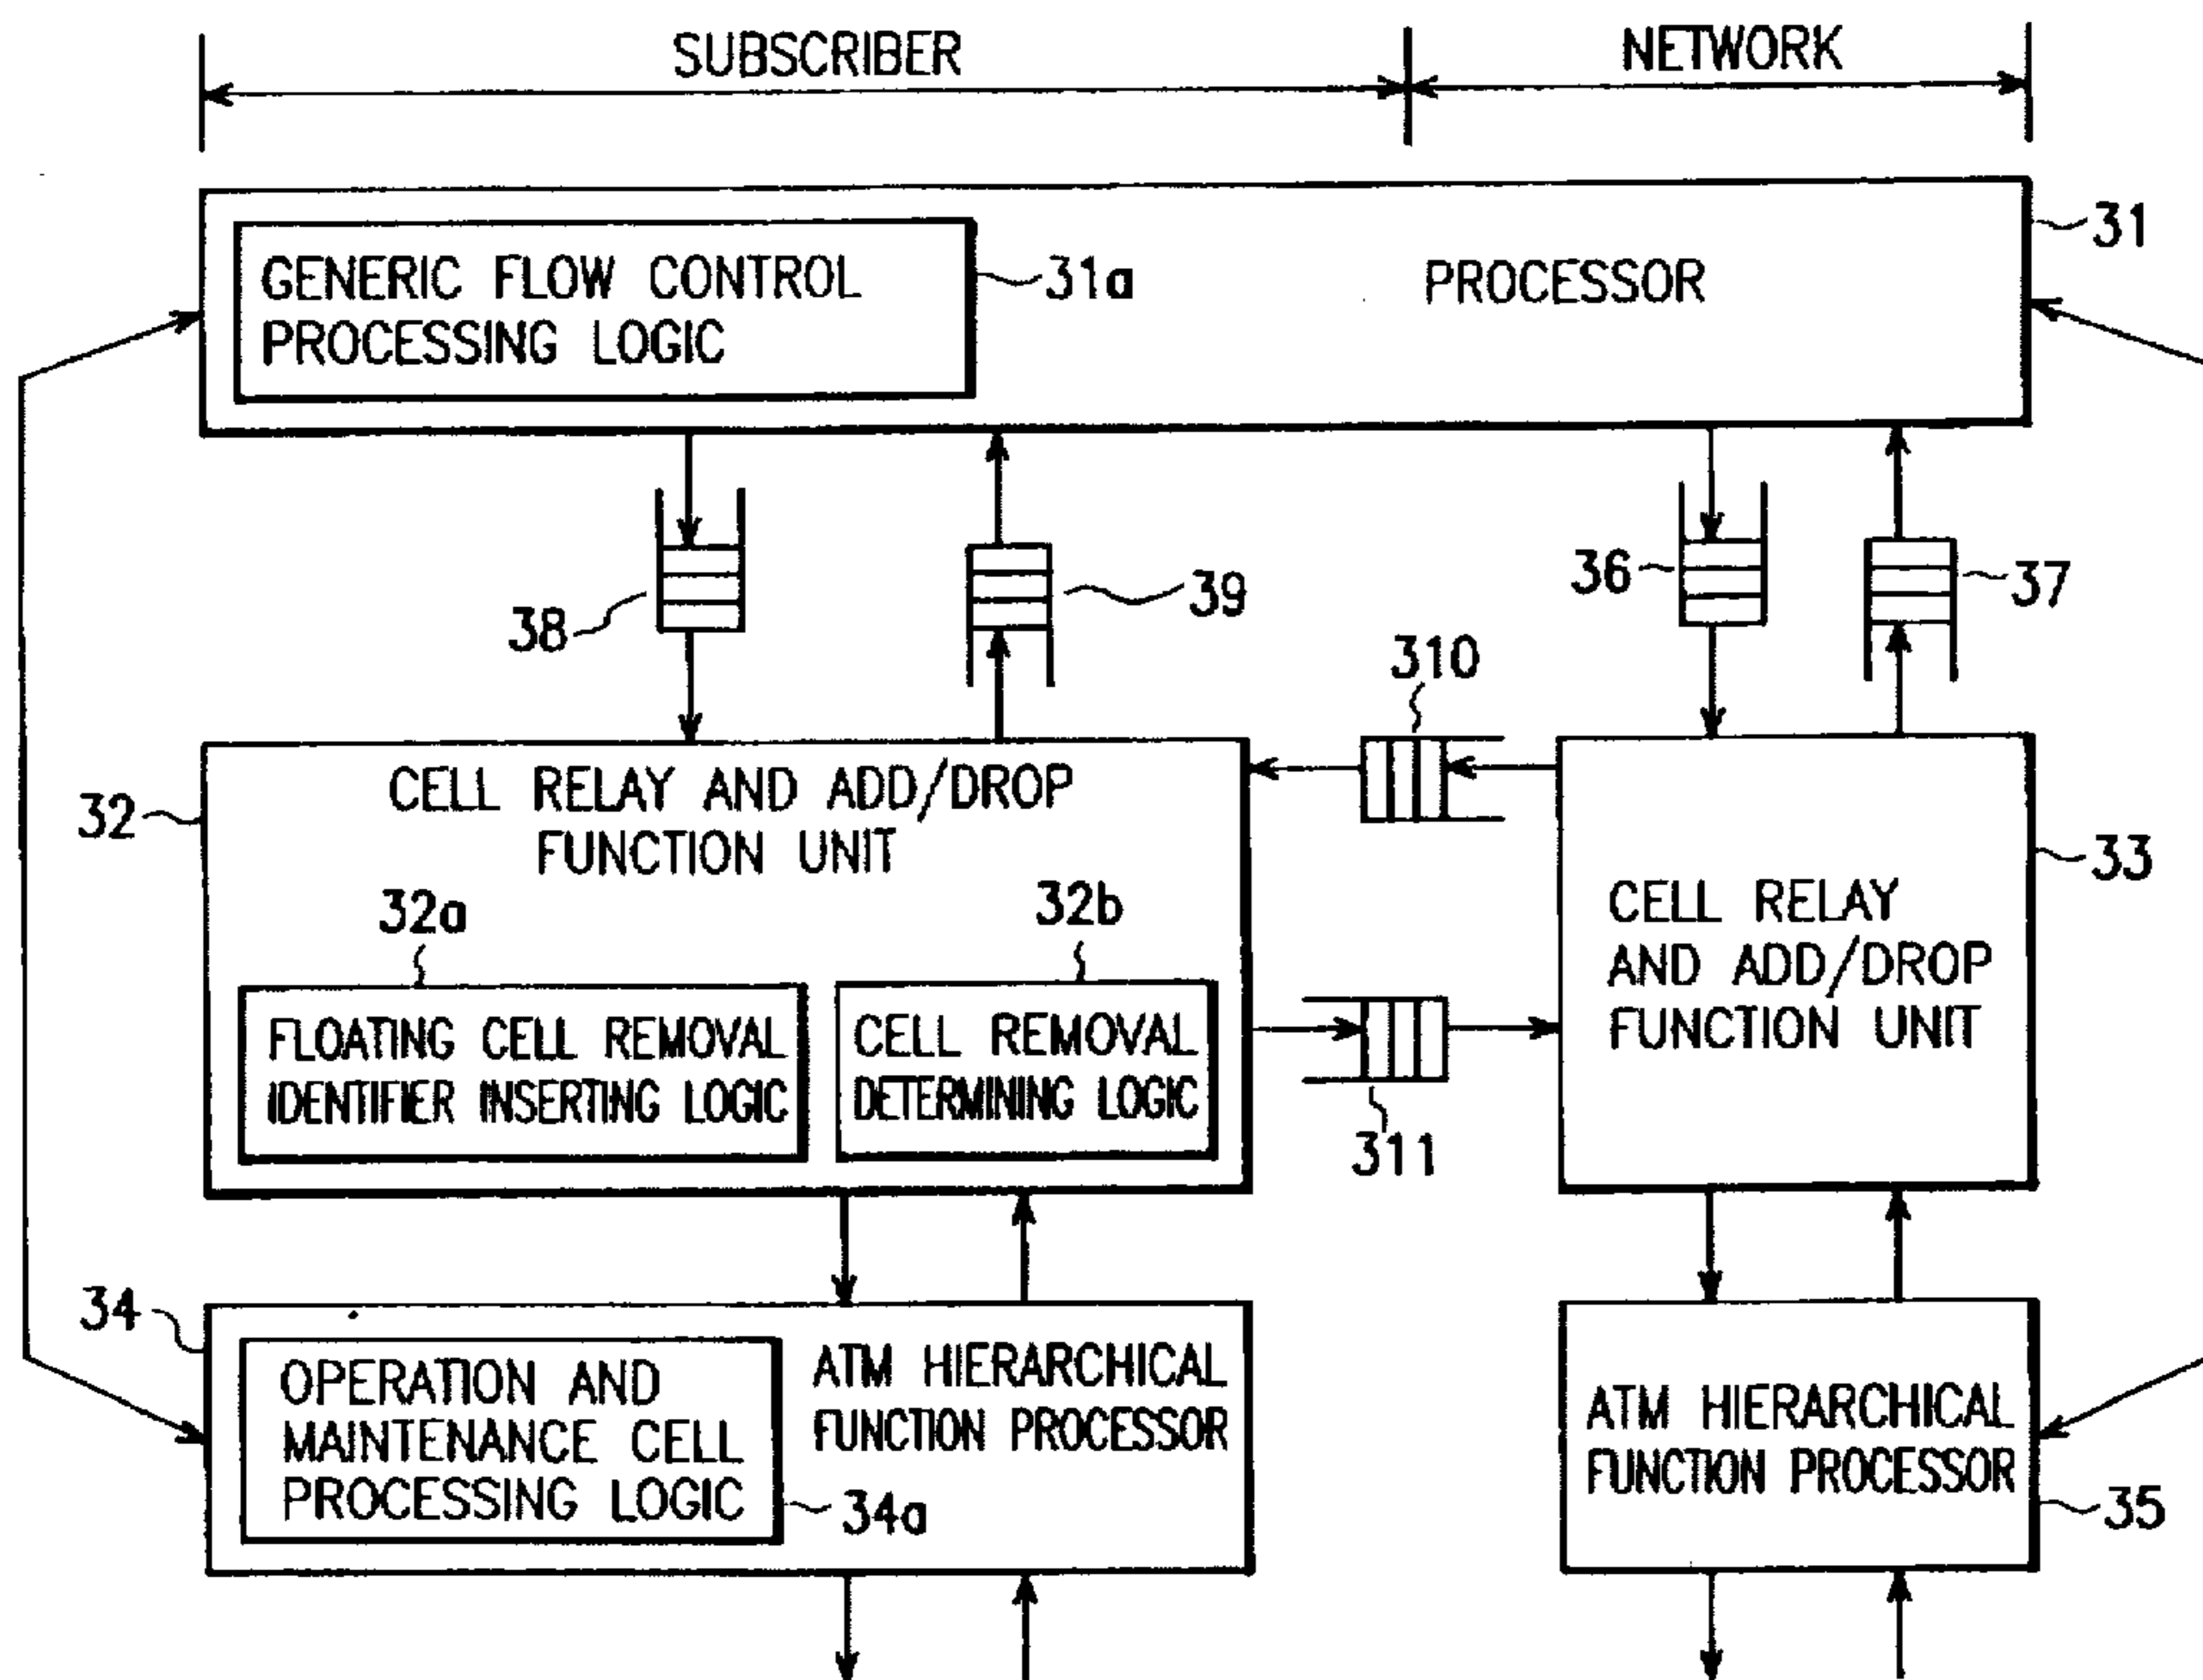 SUBSCRIBER
NETWORK
GENERIC FLOW CONTROL
PROCESSING LOGIC
31a
PROCESSOR
31
38
39
36
37
310
CELL RELAY AND ADD/DROP
FUNCTION UNIT
32
32a
32b
FLOATING CELL REMOVAL
IDENTIFIER INSERTING LOGIC
CELL REMOVAL
DETERMINING LOGIC
311
CELL RELAY
AND ADD/DROP
FUNCTION UNIT
33
34
OPERATION AND
MAINTENANCE CELL
PROCESSING LOGIC
34a
ATM HIERARCHICAL
FUNCTION PROCESSOR
ATM HIERARCHICAL
FUNCTION PROCESSOR
35